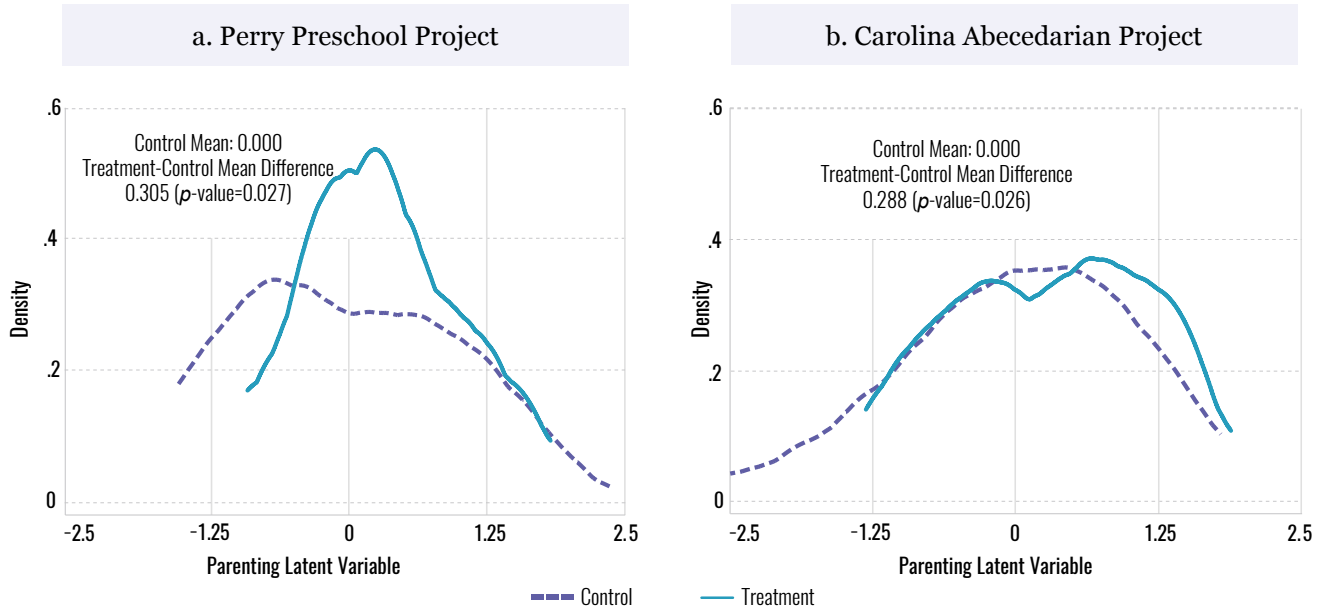 a. Perry Preschool Project
.6
Control Mean: 0.000
Treatment-Control Mean Difference
0.305 (p-value=0.027)
.4
Density
.2
0
−2.5 −1.25 0 1.25 2.5
Parenting Latent Variable
b. Carolina Abecedarian Project
.6
Control Mean: 0.000
Treatment-Control Mean Difference
0.288 (p-value=0.026)
.4
Density
.2
0
−2.5 −1.25 0 1.25 2.5
Parenting Latent Variable
Control Treatment